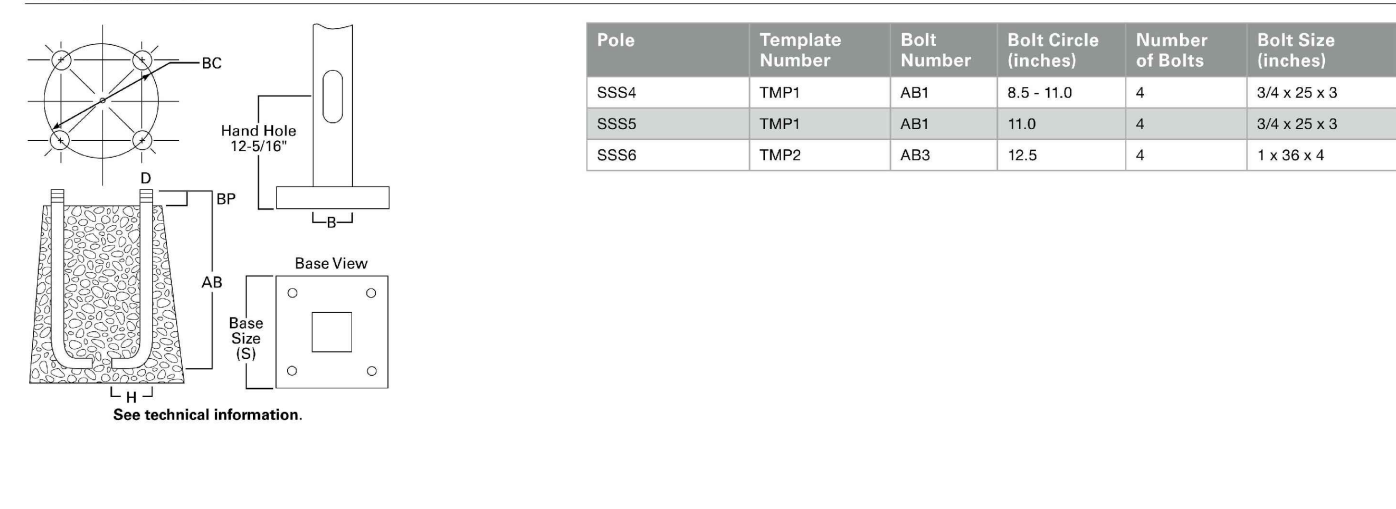 BC
Hand Hole
12-5/16"
D
BP
B
AB
Base View
Base
Size
(S)
H
See technical information.
Pole Template Number Bolt Number Bolt Circle (inches) Number of Bolts Bolt Size (inches)
SSS4 TMP1 AB1 8.5 - 11.0 4 3/4 x 25 x 3
SSS5 TMP1 AB1 11.0 4 3/4 x 25 x 3
SSS6 TMP2 AB3 12.5 4 1 x 36 x 4